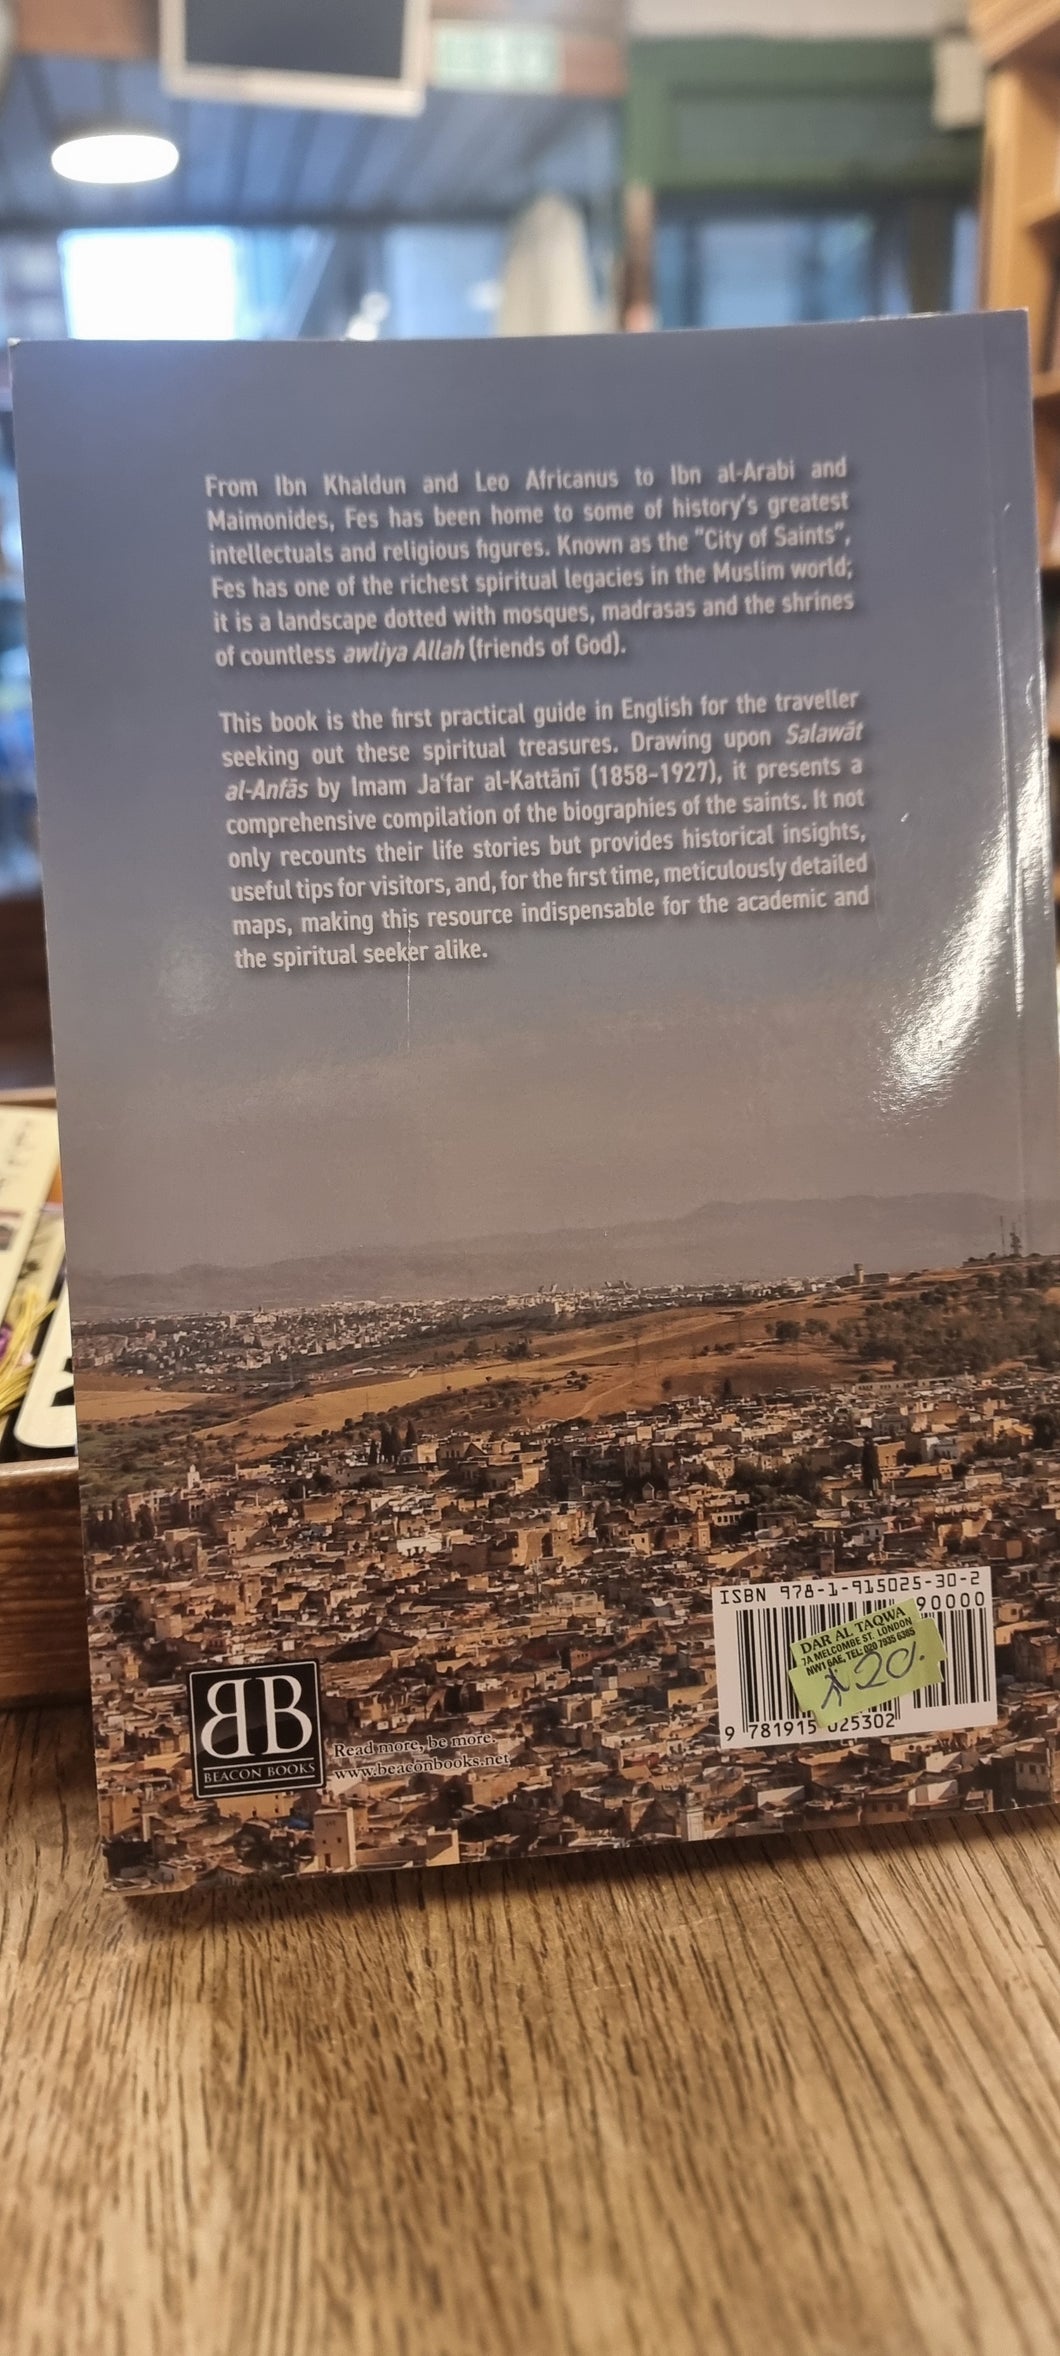 From Ibn Khaldun and Leo Africanus to Ibn al-Arabi and
Maimonides, Fes has been home to some of history's greatest
intellectuals and religious figures. Known as the "City of Saints",
Fes has one of the richest spiritual legacies in the Muslim world;
it is a landscape dotted with mosques, madrasas and the shrines
of countless awliya Allah (friends of God).
This book is the first practical guide in English for the traveller
seeking out these spiritual treasures. Drawing upon Salawāt
al-Anfās by Imam Ja'far al-Kattānī (1858-1927), it presents a
comprehensive compilation of the biographies of the saints. It not
only recounts their life stories but provides historical insights,
useful tips for visitors, and, for the first time, meticulously detailed
maps, making this resource indispensable for the academic and
the spiritual seeker alike.
ISBN 978-1-915025-30-2
90000
DAR AL TAQWA
7A MELCOMBE ST. LONDON
NW1 6AE, TEL: 020 7935 6385
20
9 781915 025302
BB
BEACON BOOKS
Read more, be more.
www.beaconbooks.net